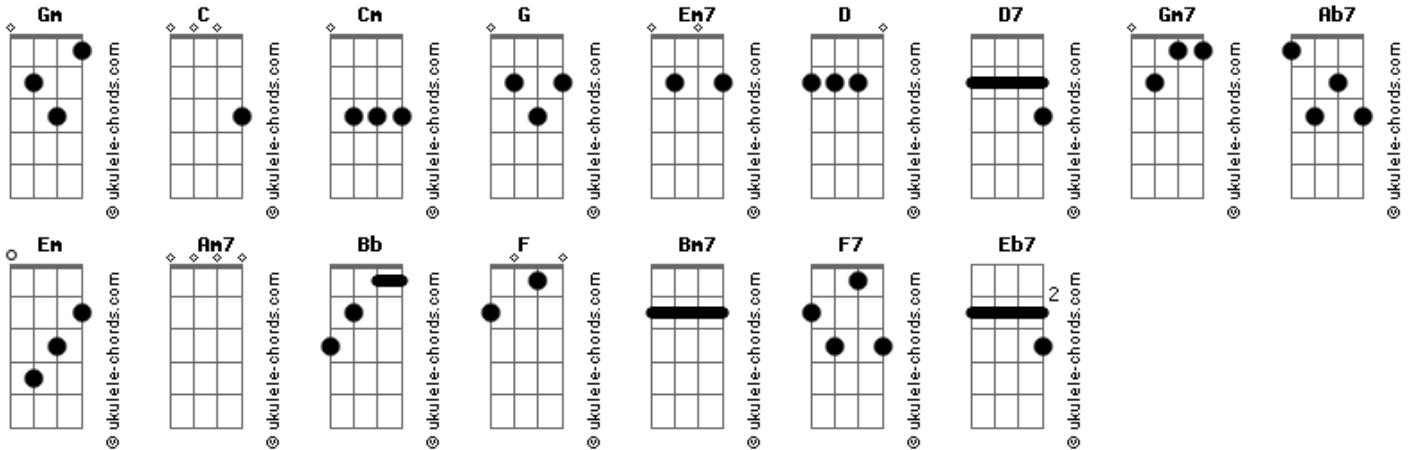 Gm C Cm G Em7 D D7 Gm7 Ab7
© ukulele-chords.com © ukulele-chords.com © ukulele-chords.com © ukulele-chords.com © ukulele-chords.com © ukulele-chords.com © ukulele-chords.com © ukulele-chords.com © ukulele-chords.com
Em Am7 Bb F Bm7 F7 Eb7
2
© ukulele-chords.com © ukulele-chords.com © ukulele-chords.com © ukulele-chords.com © ukulele-chords.com © ukulele-chords.com © ukulele-chords.com